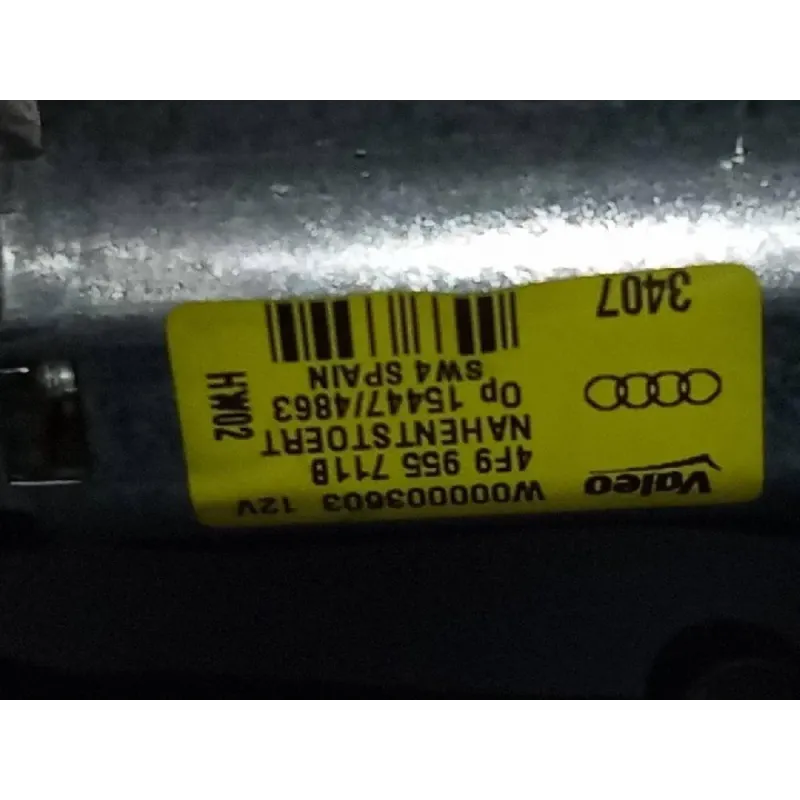 Valeo
W000003603 12V
4F9 955 711B
NAHENTSTOERT
Op 15447/4863
SW4 SPAIN
HW02
3407